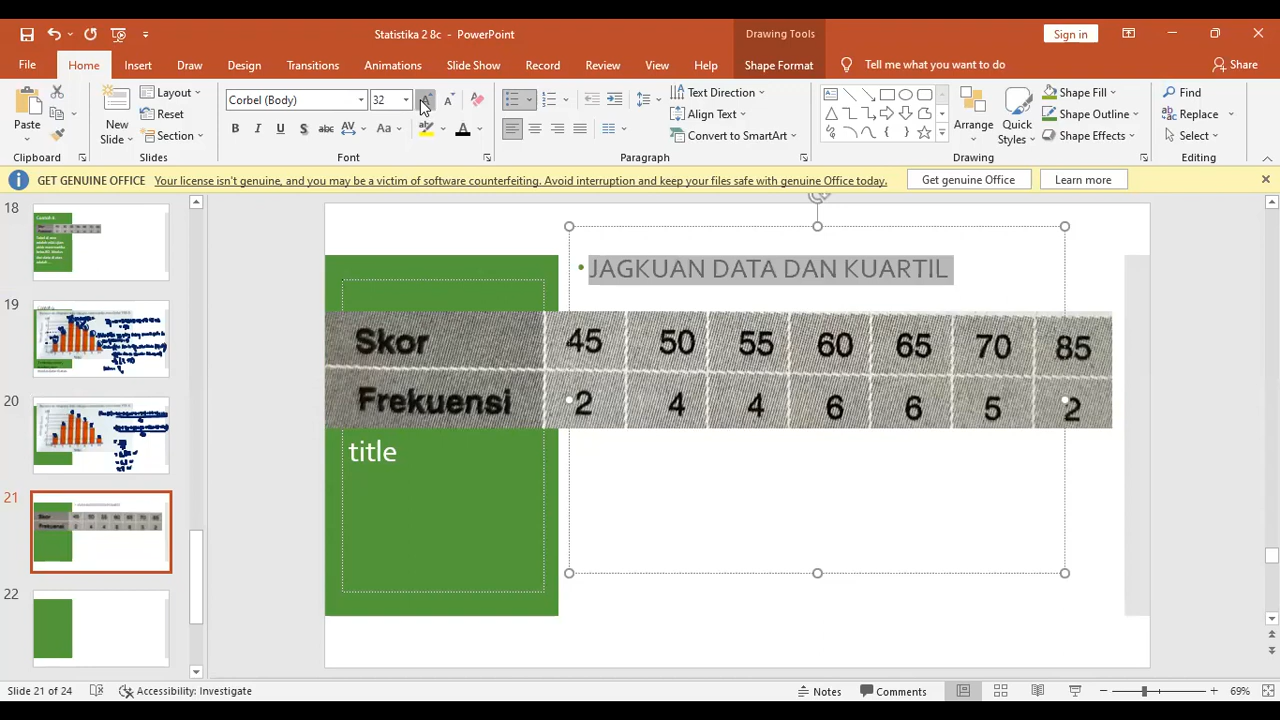 Statistika 2 8c - PowerPoint
Drawing Tools
Sign in
File Home Insert Draw Design Transitions Animations Slide Show Record Review View Help Shape Format Tell me what you want to do Share
Paste
Clipboard
New Slide
Layout
Reset
Section
Slides
Corbel (Body) 32
B I U S abc AV Aa A
Font
Text Direction
Align Text
Convert to SmartArt
Paragraph
Arrange
Quick Styles
Shape Fill
Shape Outline
Shape Effects
Drawing
Find
Replace
Select
Editing
GET GENUINE OFFICE Your license isn't genuine, and you may be a victim of software counterfeiting. Avoid interruption and keep your files safe with genuine Office today. Get genuine Office Learn more
18
19
20
21
22
• JAGKUAN DATA DAN KUARTIL
Skor 45 50 55 60 65 70 85
Frekuensi 2 4 4 6 6 5 2
title
Slide 21 of 24 Accessibility: Investigate Notes Comments 69%